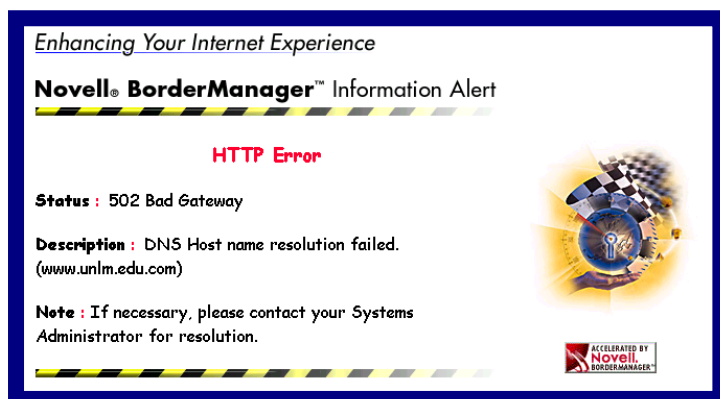 Enhancing Your Internet Experience
Novell® BorderManager™ Information Alert
HTTP Error
Status : 502 Bad Gateway
Description : DNS Host name resolution failed.
(www.unlm.edu.com)
Note : If necessary, please contact your Systems
Administrator for resolution.
ACCELERATED BY
Novell.
BORDERMANAGER™